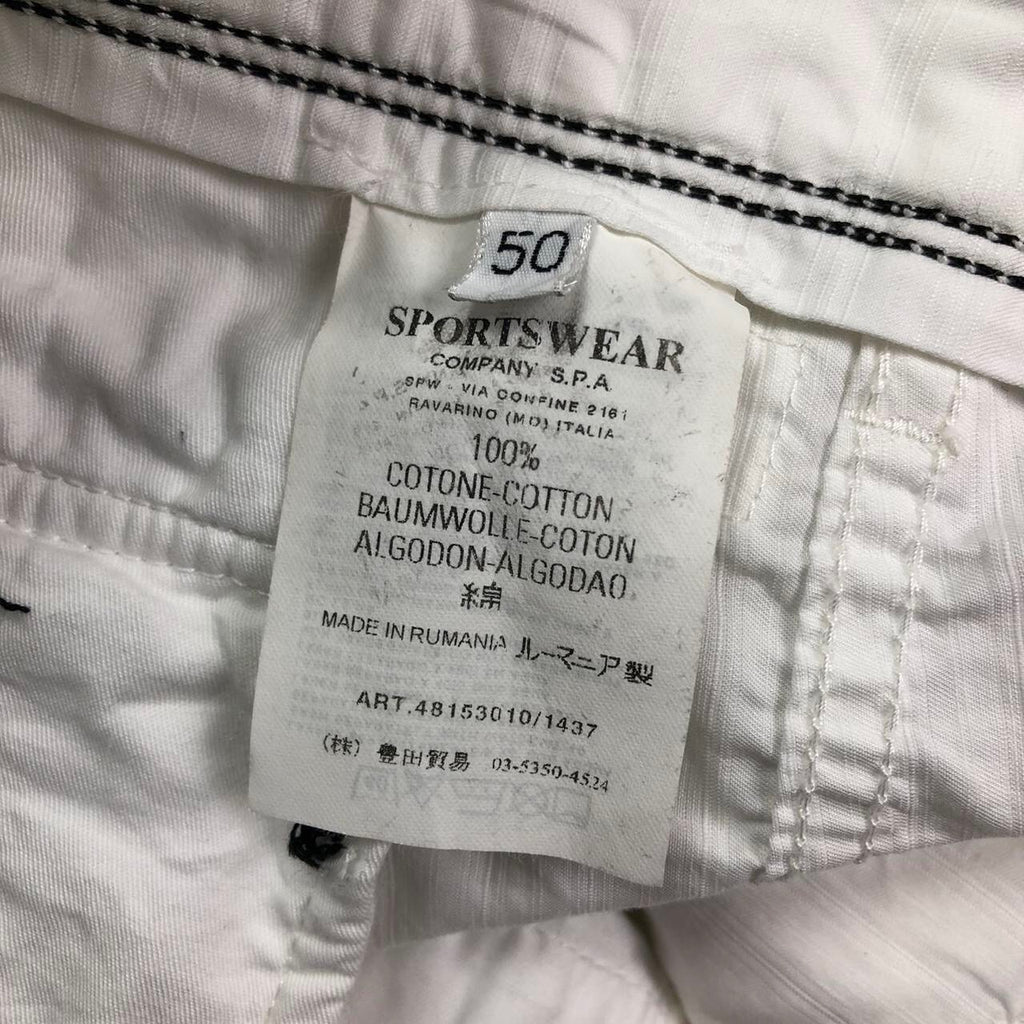 50
SPORTSWEAR
COMPANY S.P.A.
SPW - VIA CONFINE 2161
RAVARINO (MO) ITALIA
100%
COTONE-COTTON
BAUMWOLLE-COTON
ALGODON-ALGODAO
綿
MADE IN RUMANIA ルーマニア製
ART.48153010/1437
(株) 豊田貿易 03-5350-4524